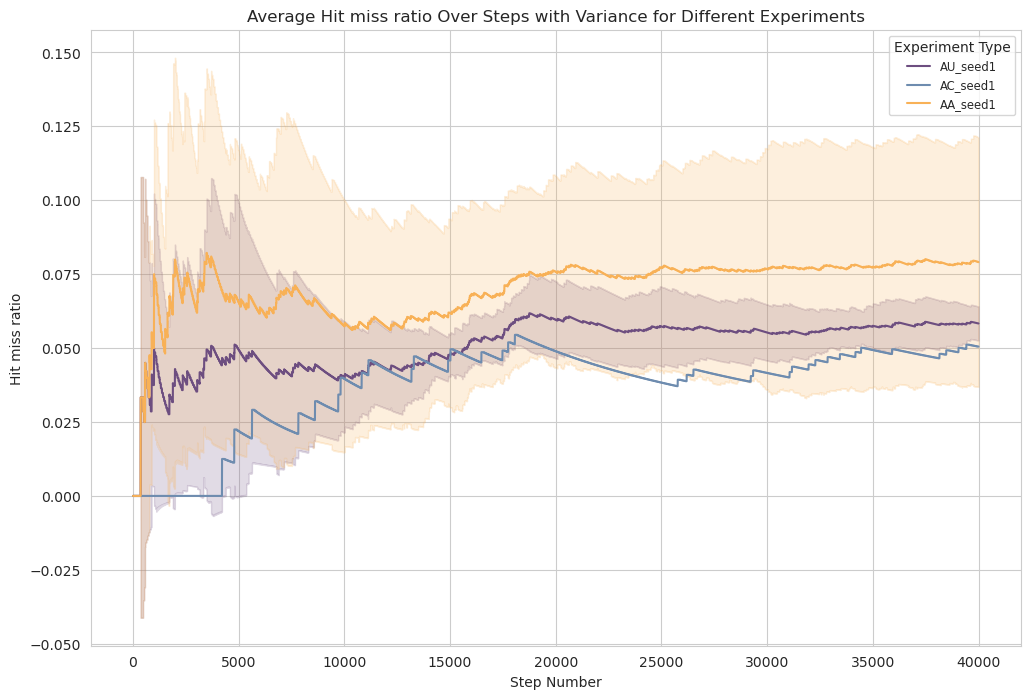 Average Hit miss ratio Over Steps with Variance for Different Experiments
Experiment Type
AU_seed1
AC_seed1
AA_seed1
Hit miss ratio
0.150
0.125
0.100
0.075
0.050
0.025
0.000
−0.025
−0.050
0 5000 10000 15000 20000 25000 30000 35000 40000
Step Number